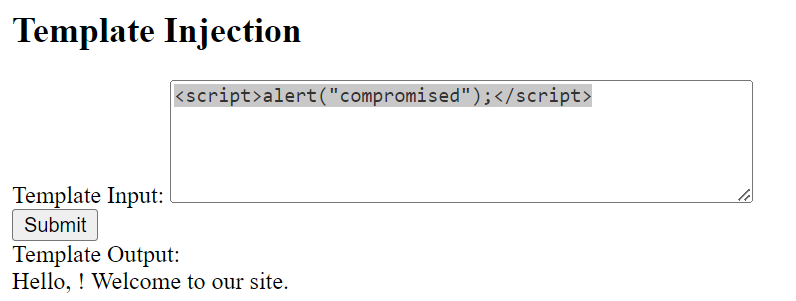 Template Injection
<script>alert("compromised");</script>
Template Input:
Submit
Template Output:
Hello, ! Welcome to our site.